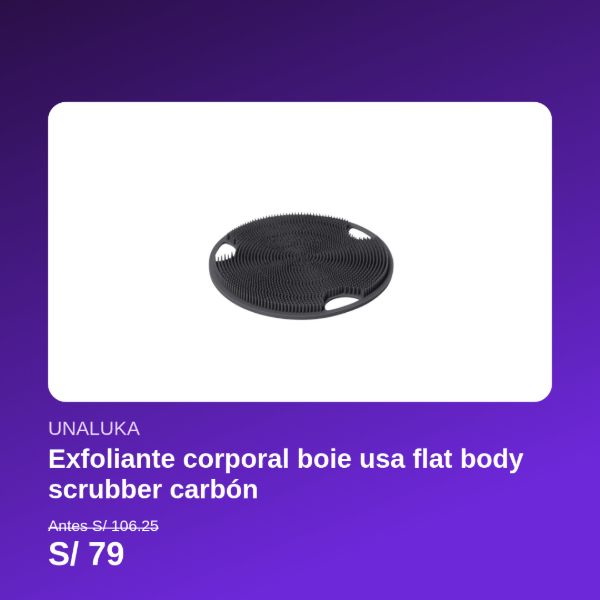 UNALUKA
Exfoliante corporal boie usa flat body
scrubber carbón
Antes S/ 106.25
S/ 79